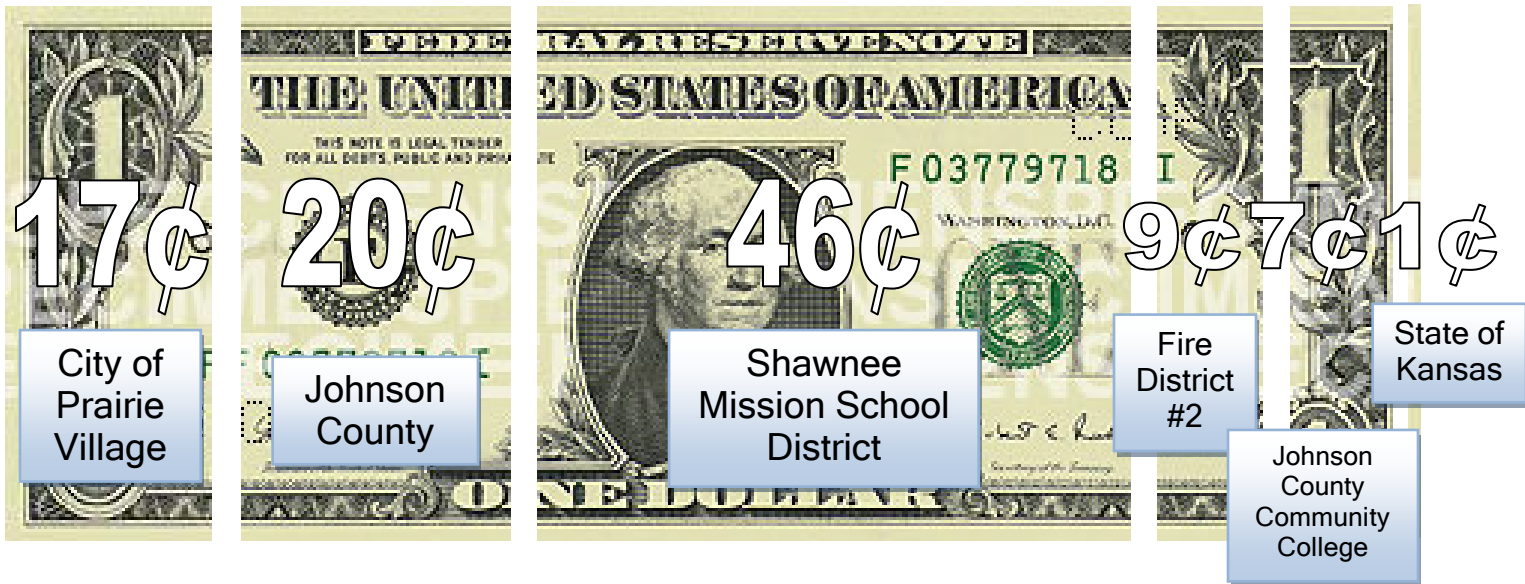 FEDERAL RESERVE NOTE
THE UNITED STATES OF AMERICA
THIS NOTE IS LEGAL TENDER
FOR ALL DEBTS, PUBLIC AND PRIVATE
F 03779718 I
WASHINGTON, D.C.
17¢ 20¢ 46¢ 9¢ 7¢ 1¢
City of
Prairie
Village
Johnson
County
Shawnee
Mission School
District
Fire
District
#2
Johnson
County
Community
College
State of
Kansas
ONE DOLLAR